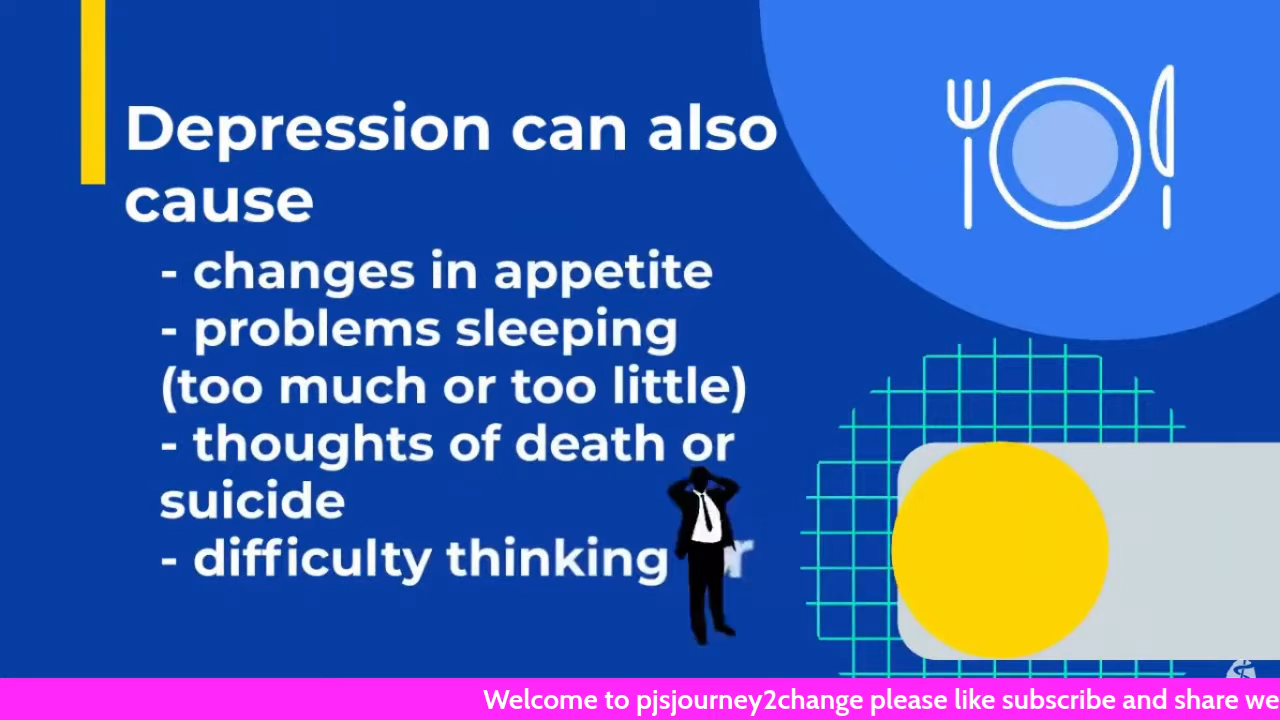 Depression can also
cause
- changes in appetite
- problems sleeping
(too much or too little)
- thoughts of death or
suicide
- difficulty thinking
Welcome to pjsjourney2change please like subscribe and share we